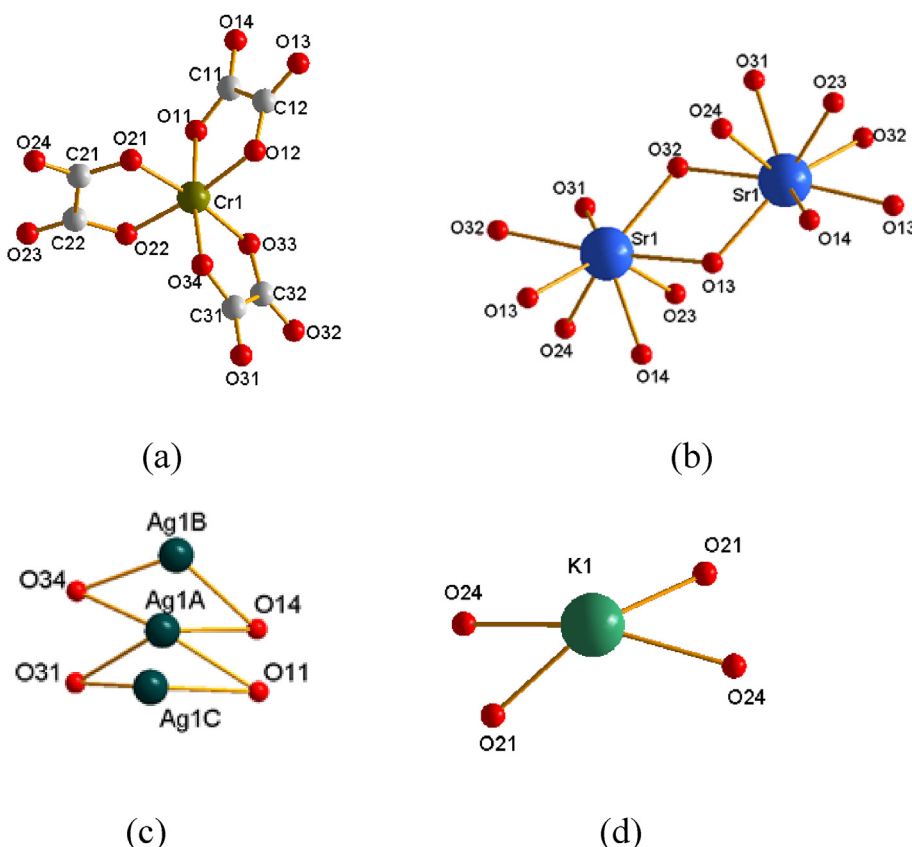 O14
O13
C11
C12
O11
O12
O24
C21
O21
Cr1
O23
C22
O22
O33
O34
C32
C31
O32
O31
(a)
O31
O23
O24
O32
O32
Sr1
O13
O14
O31
O32
Sr1
O13
O13
O23
O24
O14
(b)
Ag1B
O34
Ag1A
O14
O31
O11
Ag1C
(c)
K1
O21
O24
O24
O21
(d)